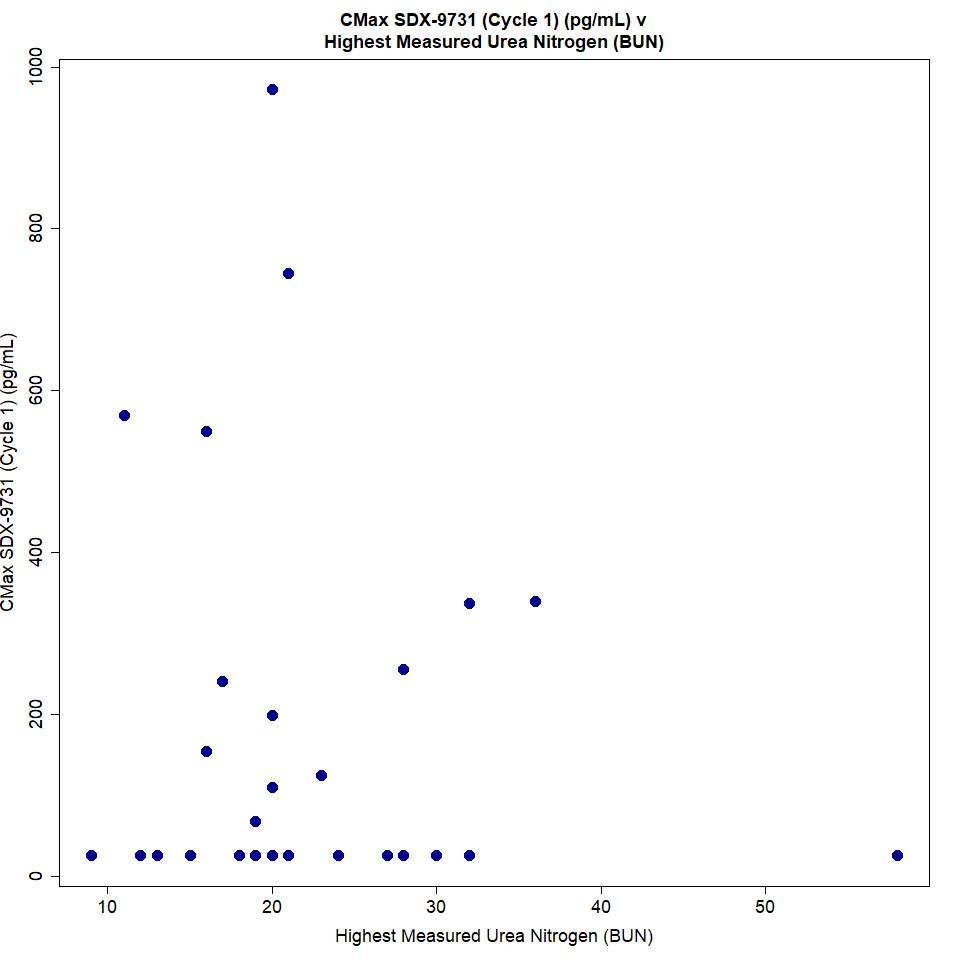 CMax SDX-9731 (Cycle 1) (pg/mL) v
Highest Measured Urea Nitrogen (BUN)
CMax SDX-9731 (Cycle 1) (pg/mL)
1000
800
600
400
200
0
10 20 30 40 50
Highest Measured Urea Nitrogen (BUN)